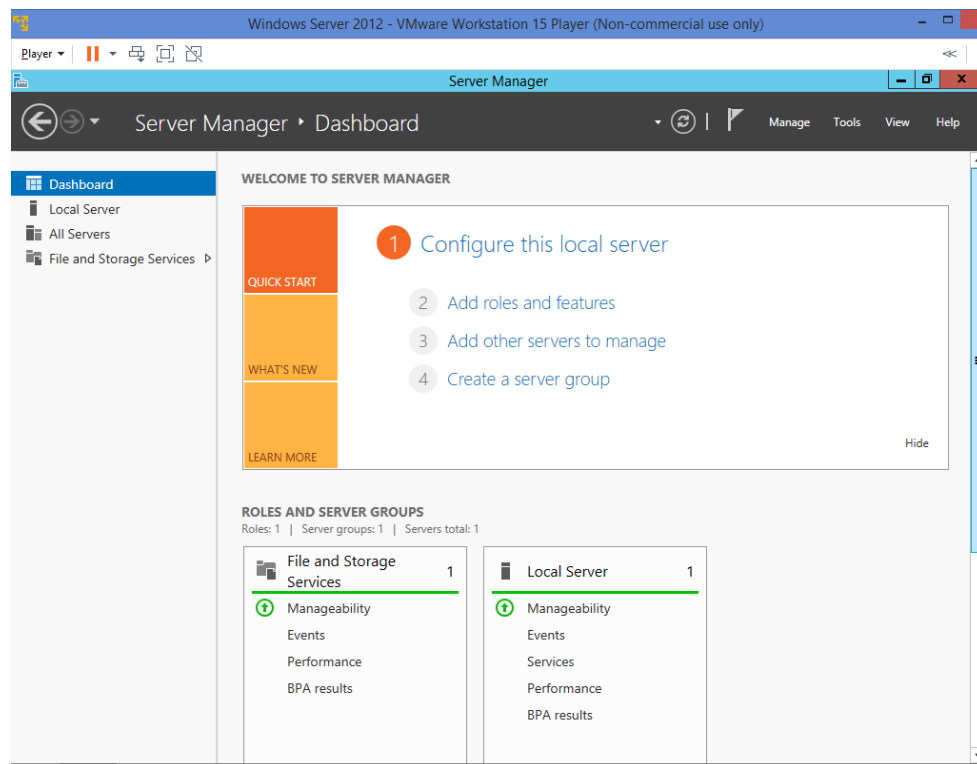 Windows Server 2012 - VMware Workstation 15 Player (Non-commercial use only)
Player
Server Manager
Server Manager Dashboard
Manage Tools View Help
Dashboard
Local Server
All Servers
File and Storage Services
WELCOME TO SERVER MANAGER
QUICK START
WHAT'S NEW
LEARN MORE
1 Configure this local server
2 Add roles and features
3 Add other servers to manage
4 Create a server group
Hide
ROLES AND SERVER GROUPS
Roles: 1 | Server groups: 1 | Servers total: 1
File and Storage
Services
1
Manageability
Events
Performance
BPA results
Local Server 1
Manageability
Events
Services
Performance
BPA results